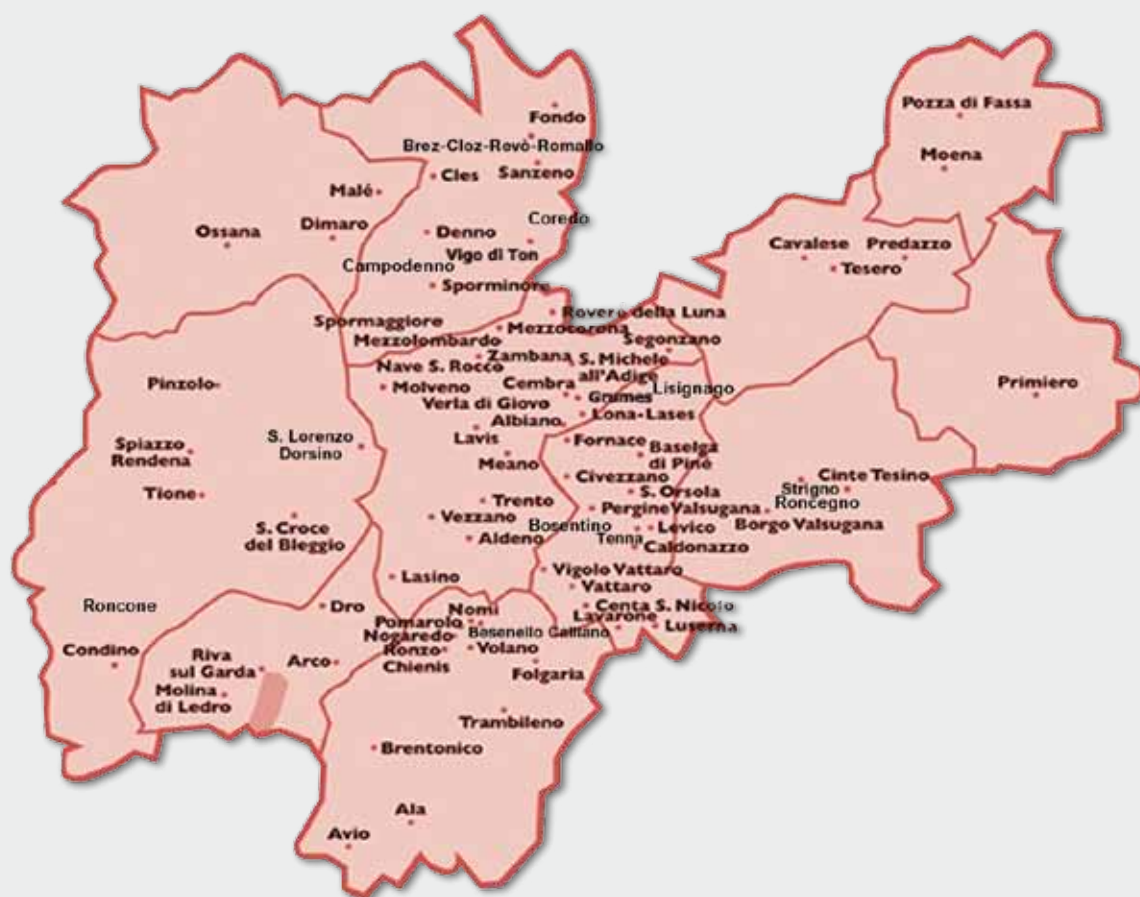 Fondo
Pozza di Fassa
Brez-Cloz-Revò-Romallo
Moena
Cles
Sanzeno
Malé
Coredo
Dimaro
Ossana
Denno
Vigo di Ton
Cavalese
Predazzo
Tesero
Campodenno
Sporminore
Spormaggiore
Rovere della Luna
Mezzocorona
Mezzolombardo
Segonzano
Zambana
S. Michele
all'Adige
Nave S. Rocco
Molveno
Cembra
Lisignago
Grumes
Verla di Giovo
Lona-Lases
Albiano
Pinzolo
Primiero
S. Lorenzo
Dorsino
Lavis
Fornace
Baselga
di Piné
Spiazzo
Rendena
Meano
Civezzano
Cinte Tesino
Tione
S. Orsola
Strigno
Trento
Pergine Valsugana
Roncegno
Vezzano
Bosentino
Levico
Borgo Valsugana
S. Croce
del Bleggio
Aldeno
Tenna
Caldonazzo
Lasino
Vigolo Vattaro
Vattaro
Roncone
Dro
Nomi
Centa S. Nicolo
Pomarolo
Lavarone
Luserna
Nogaredo
Besenello Calliano
Condino
Riva
sul Garda
Arco
Ronzo
Chienis
Volano
Folgaria
Molina
di Ledro
Trambileno
Brentonico
Ala
Avio